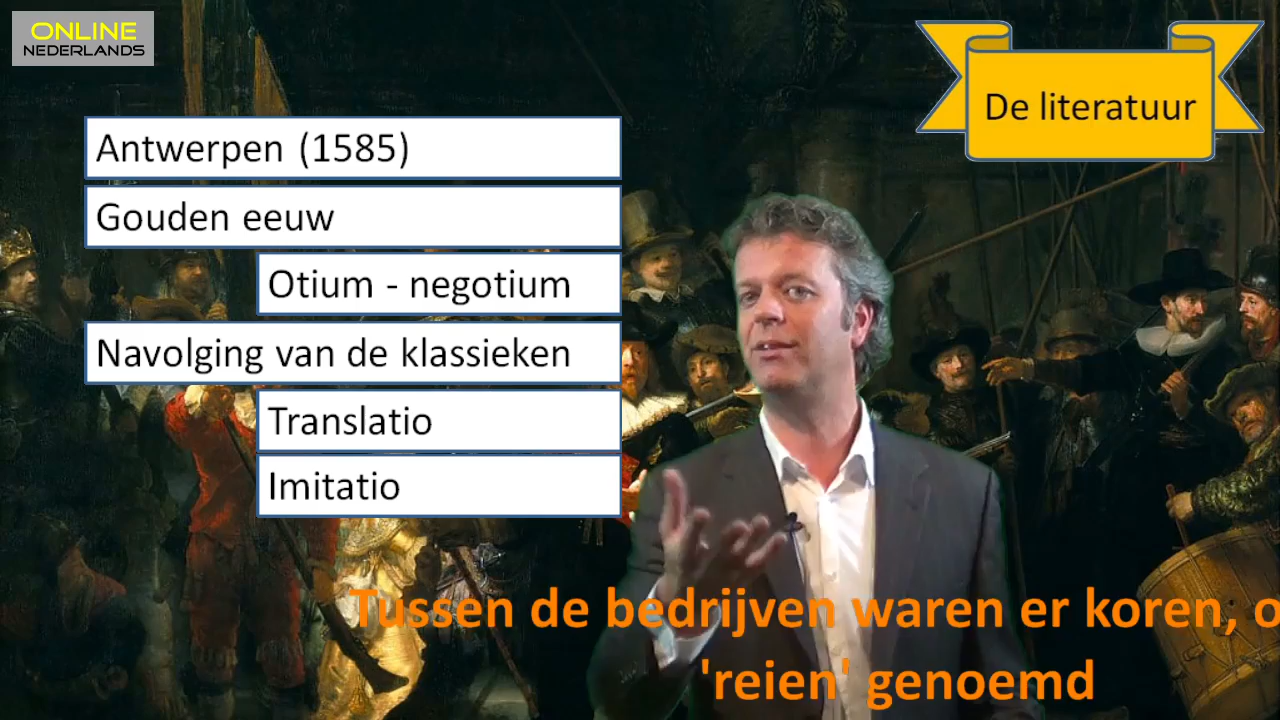 ONLINE
NEDERLANDS
De literatuur
Antwerpen (1585)
Gouden eeuw
Otium - negotium
Navolging van de klassieken
Translatio
Imitatio
Tussen de bedrijven waren er koren, o
'reien' genoemd